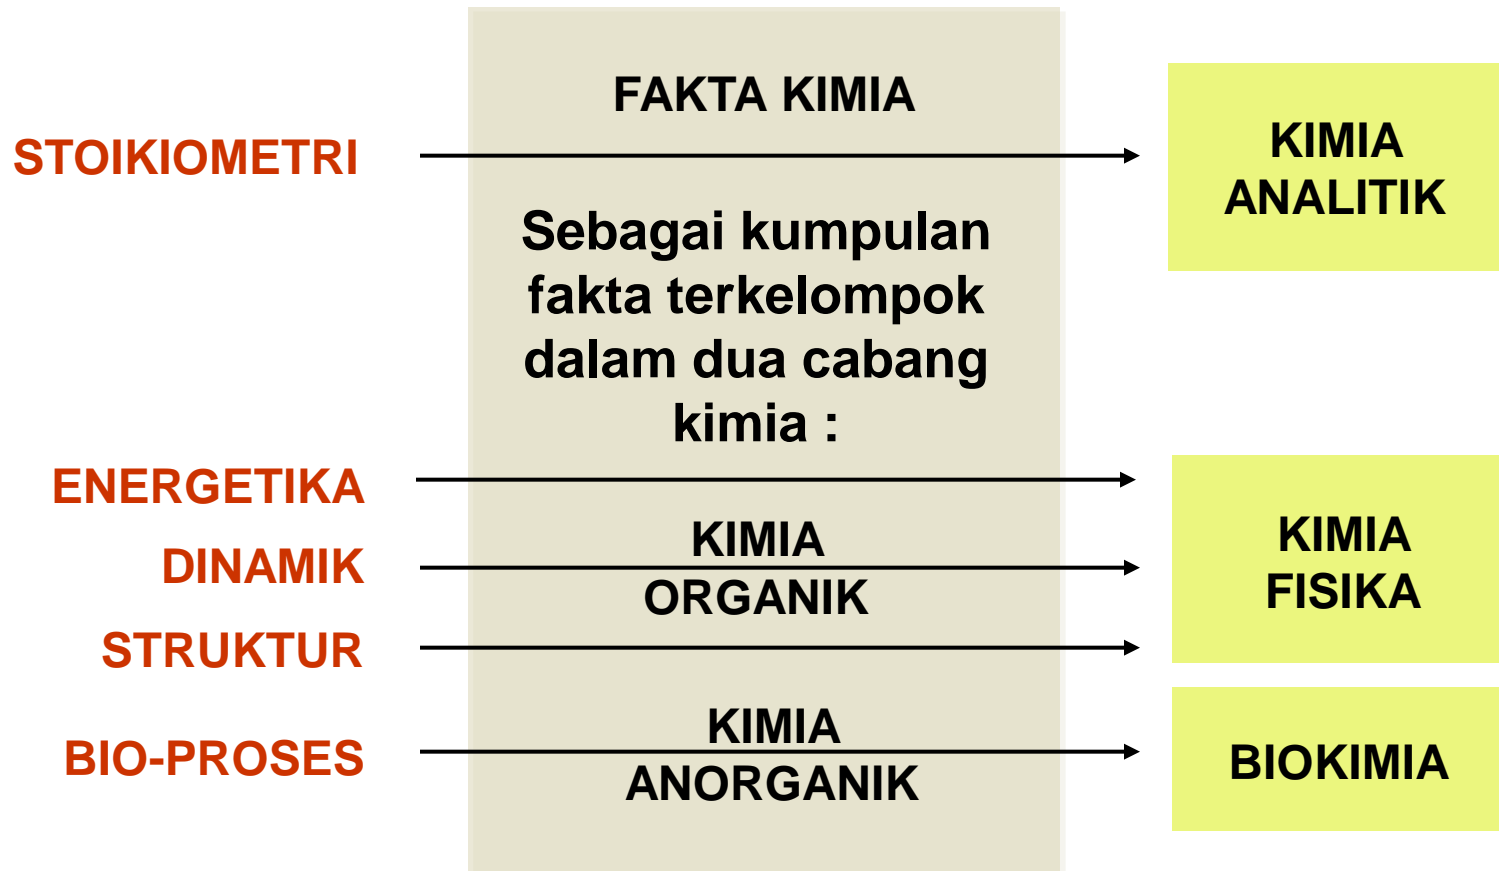 FAKTA KIMIA
STOIKIOMETRI
KIMIA
ANALITIK
Sebagai kumpulan
fakta terkelompok
dalam dua cabang
kimia :
ENERGETIKA
DINAMIK
STRUKTUR
KIMIA
ORGANIK
KIMIA
FISIKA
BIO-PROSES
KIMIA
ANORGANIK
BIOKIMIA